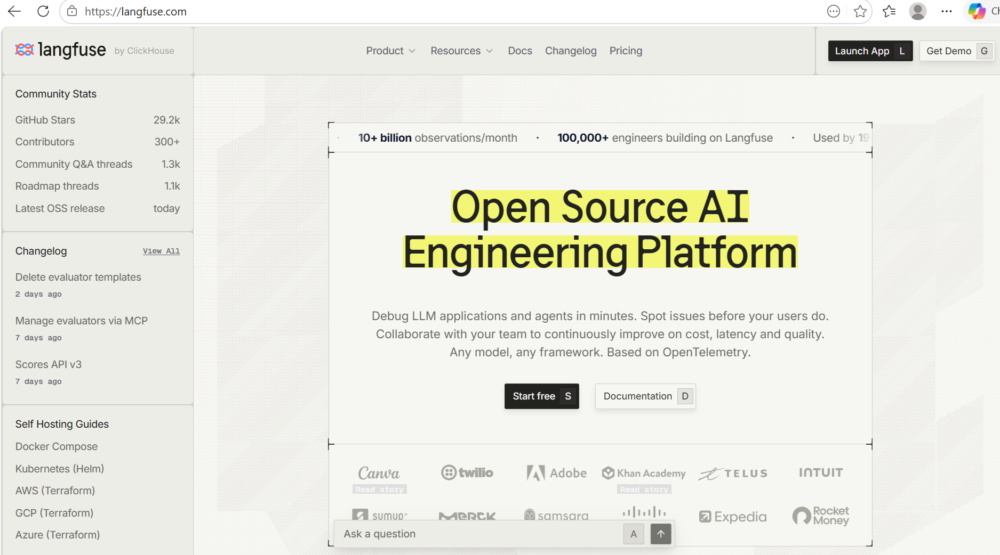 https://langfuse.com
Ch
langfuse by ClickHouse
Product
Resources
Docs
Changelog
Pricing
Launch App L
Get Demo G
Community Stats
GitHub Stars 29.2k
Contributors 300+
Community Q&A threads 1.3k
Roadmap threads 1.1k
Latest OSS release today
Changelog View All
Delete evaluator templates
2 days ago
Manage evaluators via MCP
7 days ago
Scores API v3
7 days ago
Self Hosting Guides
Docker Compose
Kubernetes (Helm)
AWS (Terraform)
GCP (Terraform)
Azure (Terraform)
· 10+ billion observations/month · 100,000+ engineers building on Langfuse · Used by 19
Open Source AI
Engineering Platform
Debug LLM applications and agents in minutes. Spot issues before your users do.
Collaborate with your team to continuously improve on cost, latency and quality.
Any model, any framework. Based on OpenTelemetry.
Start free S
Documentation D
Canva
Read story
twilio
Adobe
Khan Academy
Read story
TELUS
INTUIT
sumup
MERCK
samsara
Expedia
Rocket
Money
Ask a question A